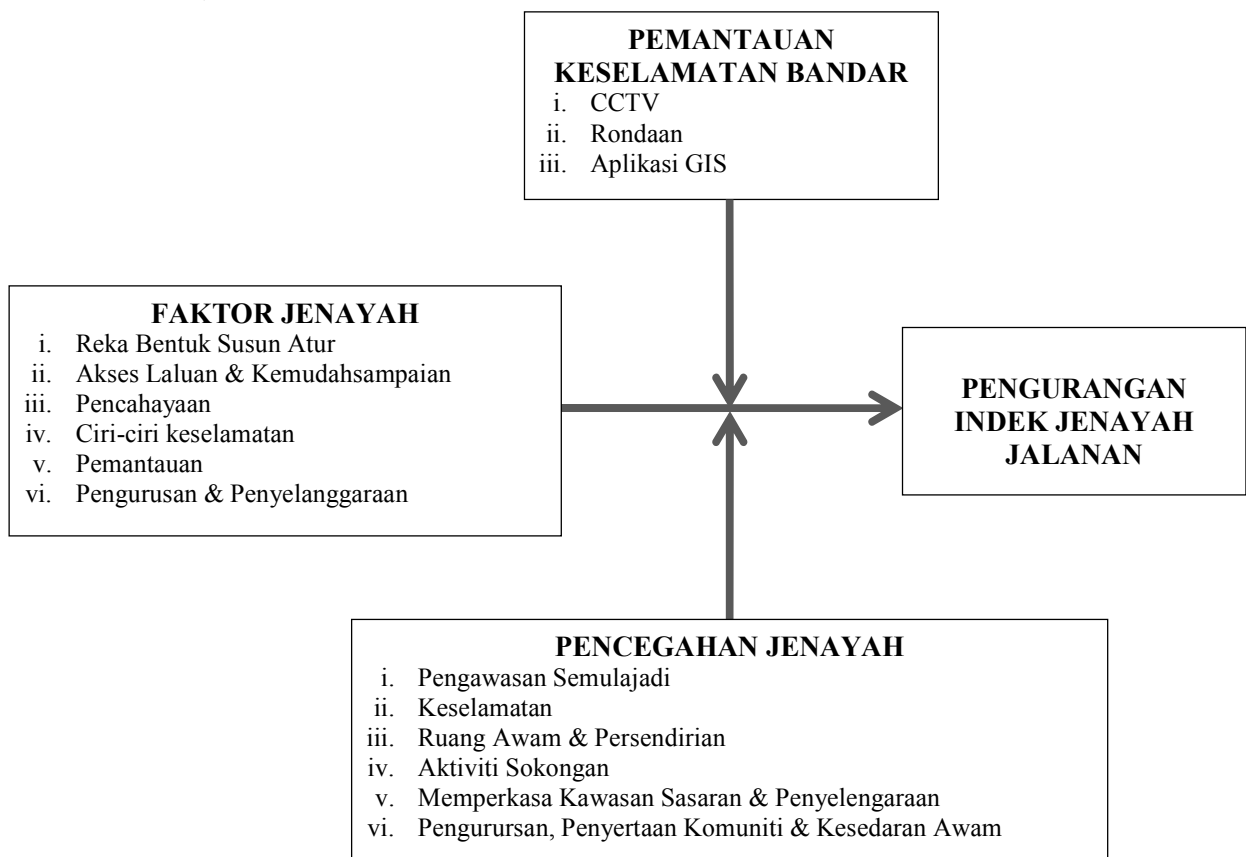 PEMANTAUAN
KESELAMATAN BANDAR
i. CCTV
ii. Rondaan
iii. Aplikasi GIS
FAKTOR JENAYAH
i. Reka Bentuk Susun Atur
ii. Akses Laluan & Kemudahsampaian
iii. Pencahayaan
iv. Ciri-ciri keselamatan
v. Pemantauan
vi. Pengurusan & Penyelanggaraan
PENGURANGAN
INDEK JENAYAH
JALANAN
PENCEGAHAN JENAYAH
i. Pengawasan Semulajadi
ii. Keselamatan
iii. Ruang Awam & Persendirian
iv. Aktiviti Sokongan
v. Memperkasa Kawasan Sasaran & Penyelengaraan
vi. Pengurursan, Penyertaan Komuniti & Kesedaran Awam